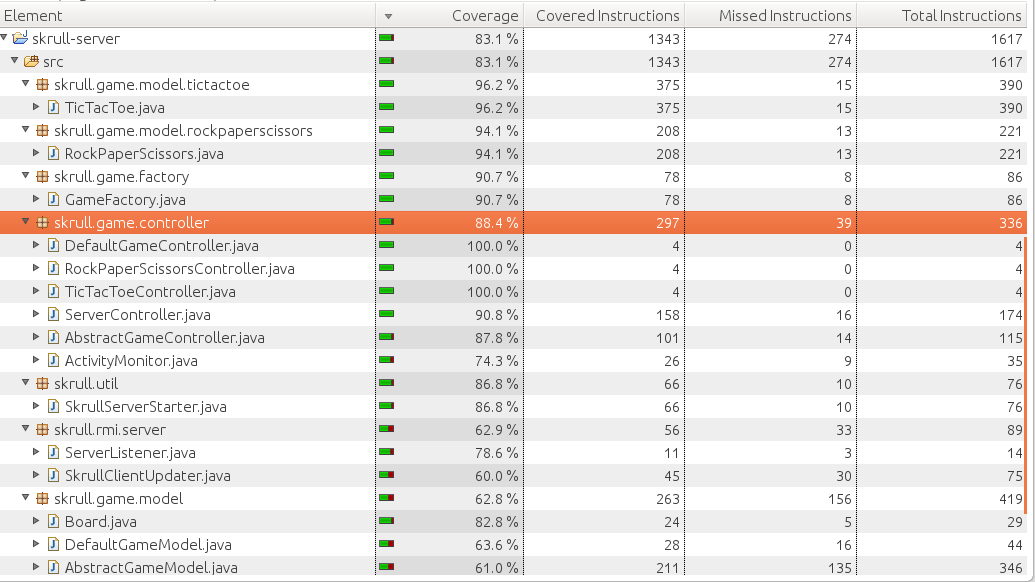 Element Coverage Covered Instructions Missed Instructions Total Instructions
skrull-server 83.1 % 1343 274 1617
src 83.1 % 1343 274 1617
skrull.game.model.tictactoe 96.2 % 375 15 390
TicTacToe.java 96.2 % 375 15 390
skrull.game.model.rockpaperscissors 94.1 % 208 13 221
RockPaperScissors.java 94.1 % 208 13 221
skrull.game.factory 90.7 % 78 8 86
GameFactory.java 90.7 % 78 8 86
skrull.game.controller 88.4 % 297 39 336
DefaultGameController.java 100.0 % 4 0 4
RockPaperScissorsController.java 100.0 % 4 0 4
TicTacToeController.java 100.0 % 4 0 4
ServerController.java 90.8 % 158 16 174
AbstractGameController.java 87.8 % 101 14 115
ActivityMonitor.java 74.3 % 26 9 35
skrull.util 86.8 % 66 10 76
SkrullServerStarter.java 86.8 % 66 10 76
skrull.rmi.server 62.9 % 56 33 89
ServerListener.java 78.6 % 11 3 14
SkrullClientUpdater.java 60.0 % 45 30 75
skrull.game.model 62.8 % 263 156 419
Board.java 82.8 % 24 5 29
DefaultGameModel.java 63.6 % 28 16 44
AbstractGameModel.java 61.0 % 211 135 346